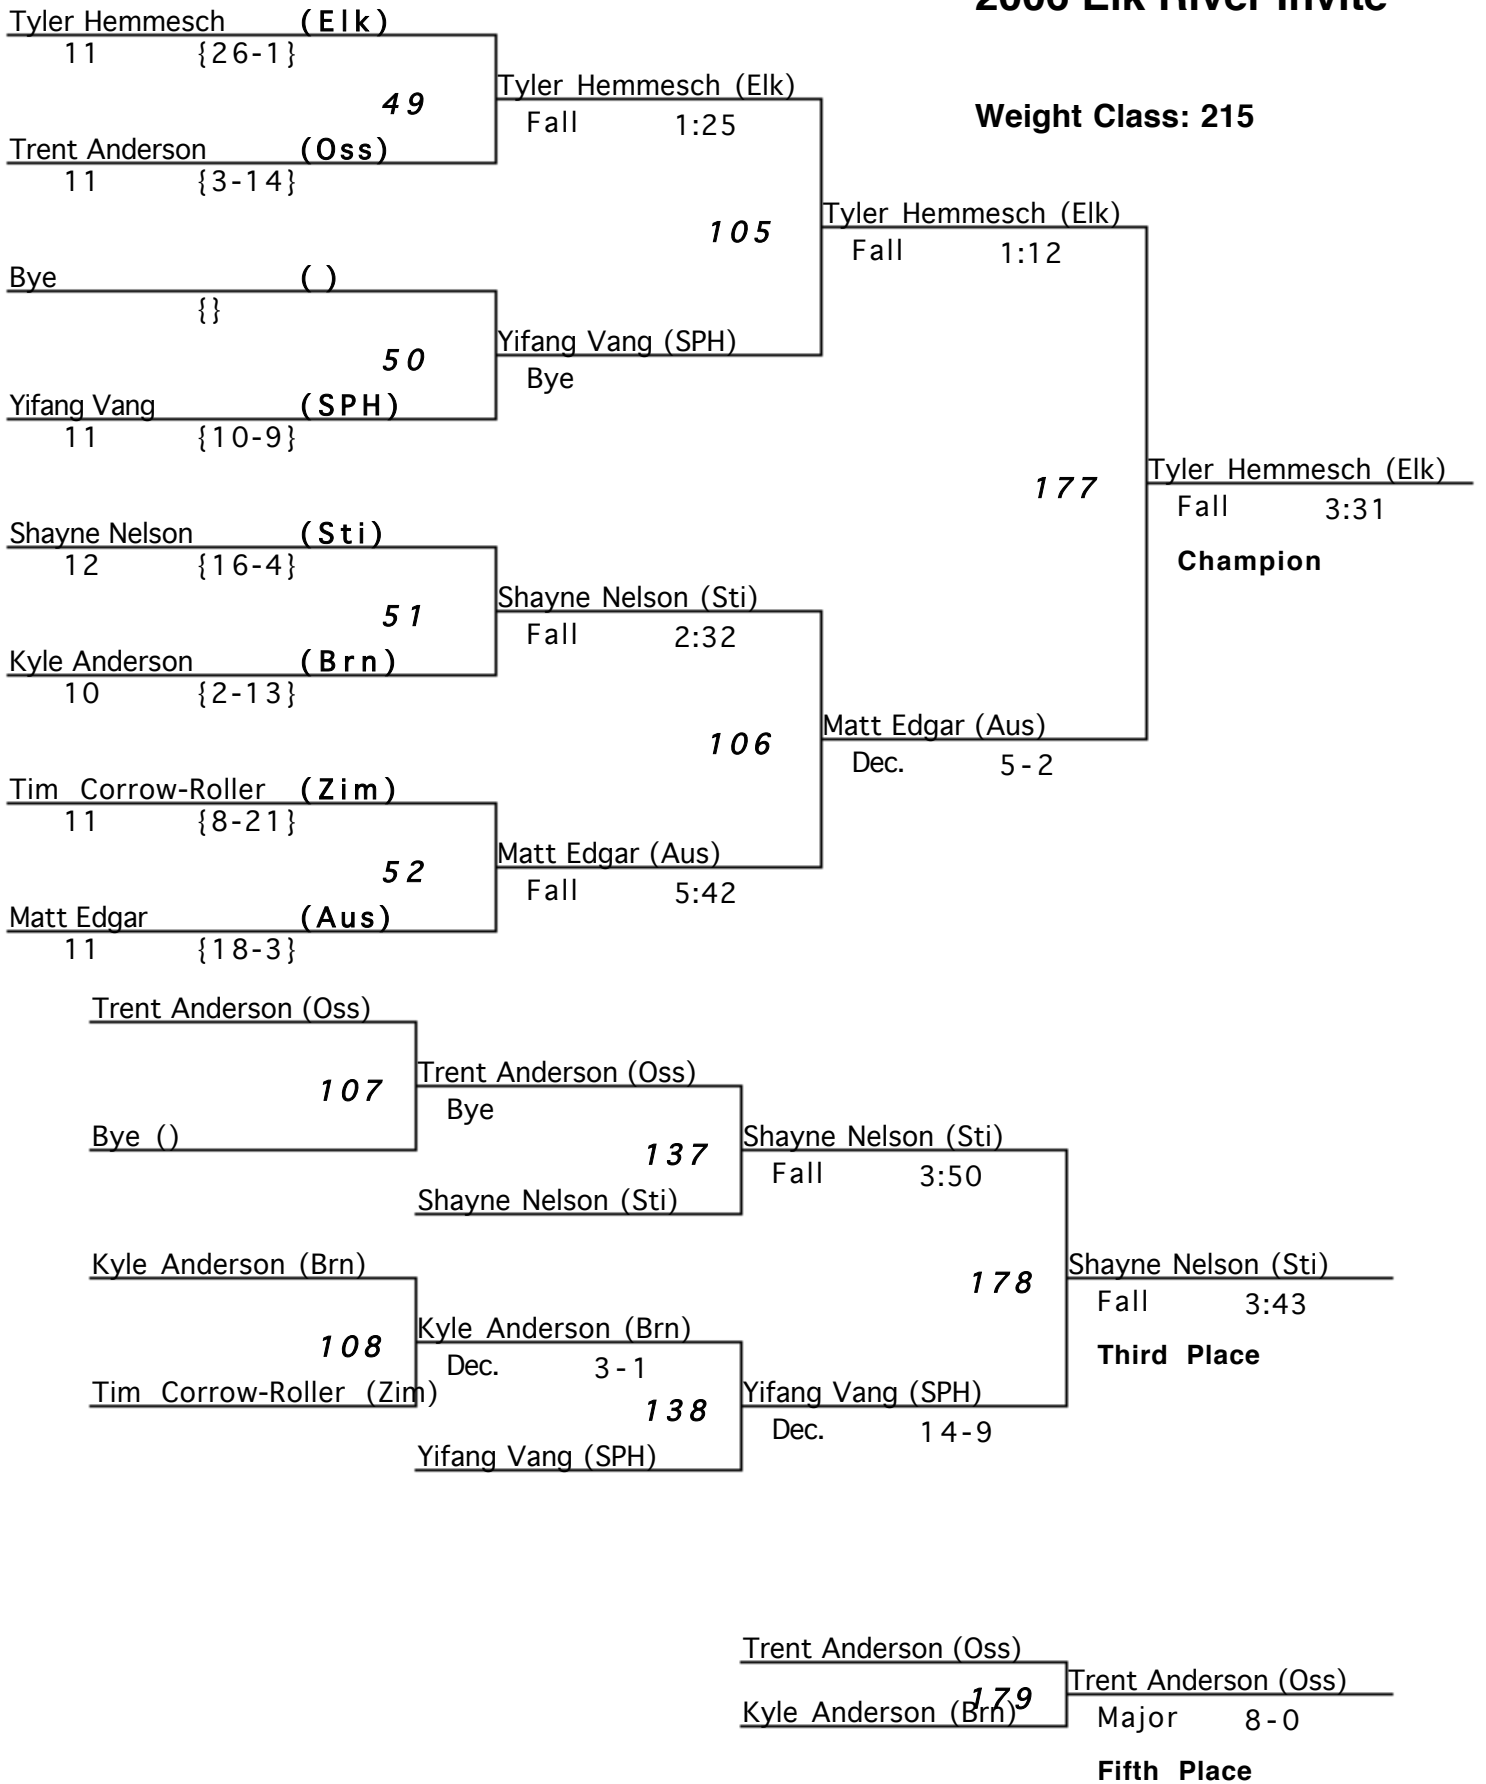 2006 Elk River Invite
Weight Class: 215
Tyler Hemmesch (Elk)
11 {26-1}
49
Trent Anderson (Oss)
11 {3-14}
Tyler Hemmesch (Elk)
Fall 1:25
105
Bye ( )
{}
50
Yifang Vang (SPH)
11 {10-9}
Yifang Vang (SPH)
Bye
Tyler Hemmesch (Elk)
Fall 1:12
177
Shayne Nelson (Sti)
12 {16-4}
51
Kyle Anderson (Brn)
10 {2-13}
Shayne Nelson (Sti)
Fall 2:32
106
Tim Corrow-Roller (Zim)
11 {8-21}
52
Matt Edgar (Aus)
11 {18-3}
Matt Edgar (Aus)
Fall 5:42
Matt Edgar (Aus)
Dec. 5-2
Tyler Hemmesch (Elk)
Fall 3:31
Champion
Trent Anderson (Oss)
107
Bye ()
Trent Anderson (Oss)
Bye
137
Shayne Nelson (Sti)
Shayne Nelson (Sti)
Fall 3:50
Kyle Anderson (Brn)
108
Tim Corrow-Roller (Zim)
Kyle Anderson (Brn)
Dec. 3-1
138
Yifang Vang (SPH)
Yifang Vang (SPH)
Dec. 14-9
178
Shayne Nelson (Sti)
Fall 3:43
Third Place
Trent Anderson (Oss)
179
Kyle Anderson (Brn)
Trent Anderson (Oss)
Major 8-0
Fifth Place